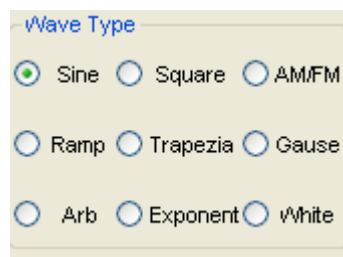 Wave Type
Sine Square AM/FM
Ramp Trapezia Gause
Arb Exponent White